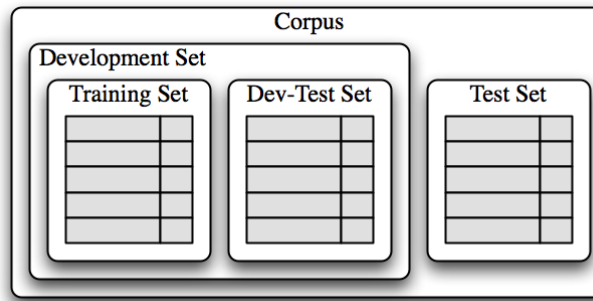 Corpus
Development Set
Training Set
Dev-Test Set
Test Set